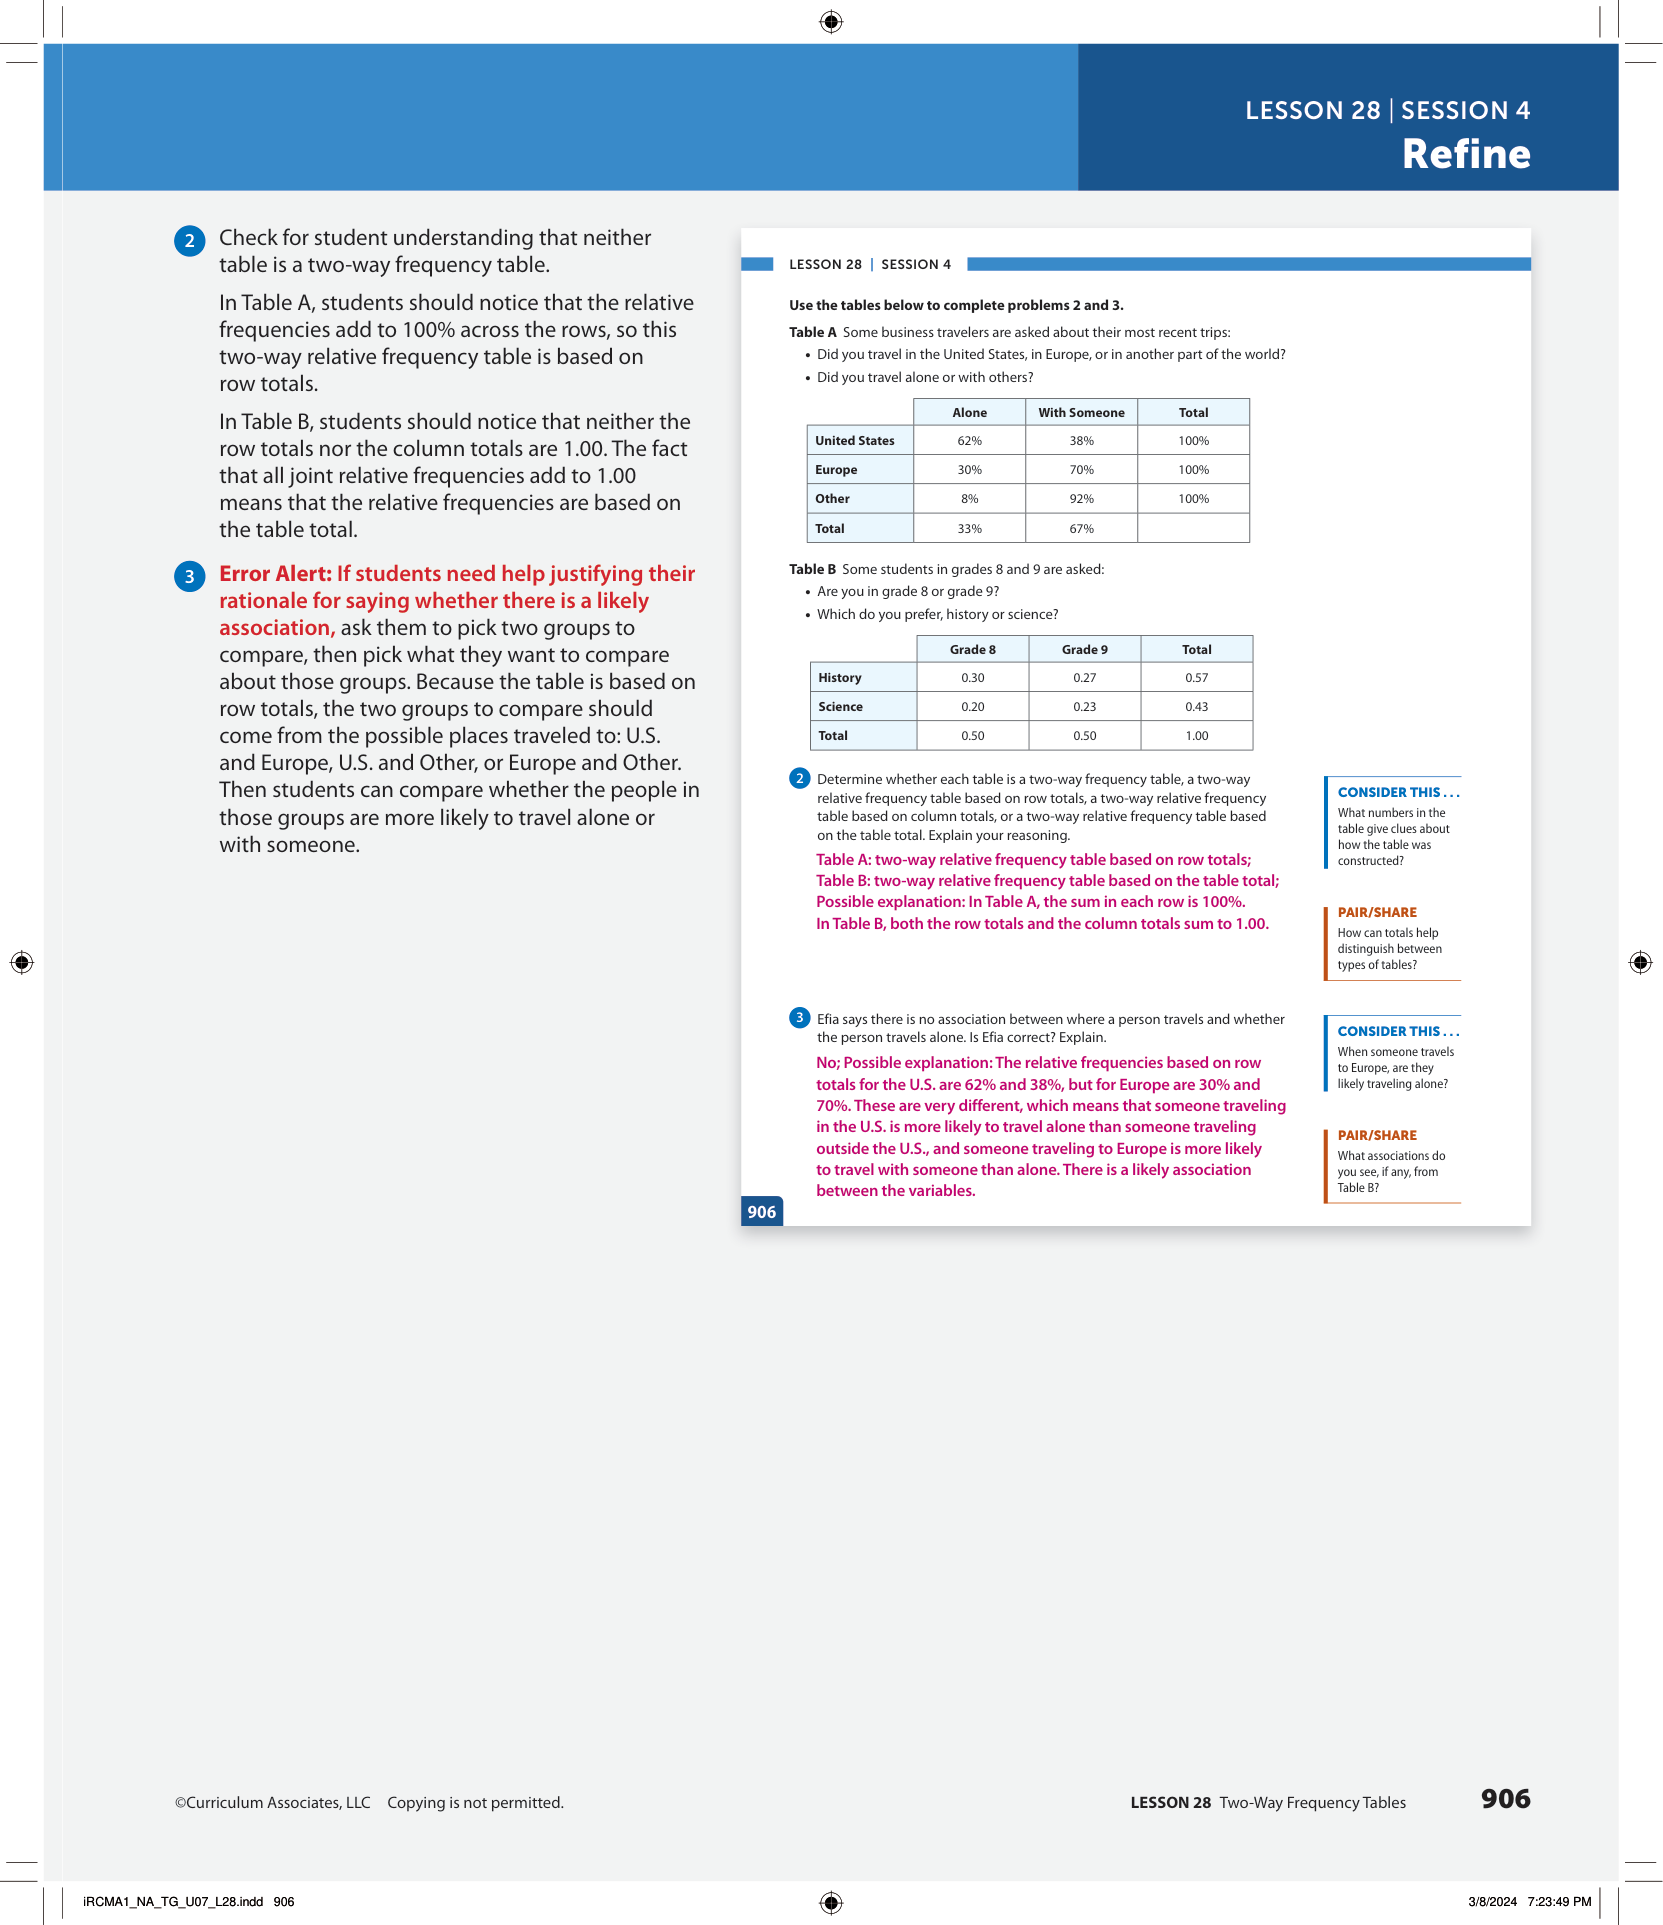 LESSON 28 | SESSION 4
Refine
2 Check for student understanding that neither
table is a two-way frequency table.
In Table A, students should notice that the relative
frequencies add to 100% across the rows, so this
two-way relative frequency table is based on
row totals.
In Table B, students should notice that neither the
row totals nor the column totals are 1.00. The fact
that all joint relative frequencies add to 1.00
means that the relative frequencies are based on
the table total.
3 Error Alert: If students need help justifying their
rationale for saying whether there is a likely
association, ask them to pick two groups to
compare, then pick what they want to compare
about those groups. Because the table is based on
row totals, the two groups to compare should
come from the possible places traveled to: U.S.
and Europe, U.S. and Other, or Europe and Other.
Then students can compare whether the people in
those groups are more likely to travel alone or
with someone.
LESSON 28 | SESSION 4
Use the tables below to complete problems 2 and 3.
Table A Some business travelers are asked about their most recent trips:
• Did you travel in the United States, in Europe, or in another part of the world?
• Did you travel alone or with others?
Alone With Someone Total
United States 62% 38% 100%
Europe 30% 70% 100%
Other 8% 92% 100%
Total 33% 67%
Table B Some students in grades 8 and 9 are asked:
• Are you in grade 8 or grade 9?
• Which do you prefer, history or science?
Grade 8 Grade 9 Total
History 0.30 0.27 0.57
Science 0.20 0.23 0.43
Total 0.50 0.50 1.00
2 Determine whether each table is a two-way frequency table, a two-way
relative frequency table based on row totals, a two-way relative frequency
table based on column totals, or a two-way relative frequency table based
on the table total. Explain your reasoning.
Table A: two-way relative frequency table based on row totals;
Table B: two-way relative frequency table based on the table total;
Possible explanation: In Table A, the sum in each row is 100%.
In Table B, both the row totals and the column totals sum to 1.00.
CONSIDER THIS . . .
What numbers in the
table give clues about
how the table was
constructed?
PAIR/SHARE
How can totals help
distinguish between
types of tables?
3 Efia says there is no association between where a person travels and whether
the person travels alone. Is Efia correct? Explain.
No; Possible explanation: The relative frequencies based on row
totals for the U.S. are 62% and 38%, but for Europe are 30% and
70%. These are very different, which means that someone traveling
in the U.S. is more likely to travel alone than someone traveling
outside the U.S., and someone traveling to Europe is more likely
to travel with someone than alone. There is a likely association
between the variables.
CONSIDER THIS . . .
When someone travels
to Europe, are they
likely traveling alone?
PAIR/SHARE
What associations do
you see, if any, from
Table B?
906
©Curriculum Associates, LLC Copying is not permitted.
LESSON 28 Two-Way Frequency Tables 906
iRCMA1_NA_TG_U07_L28.indd 906
3/8/2024 7:23:49 PM